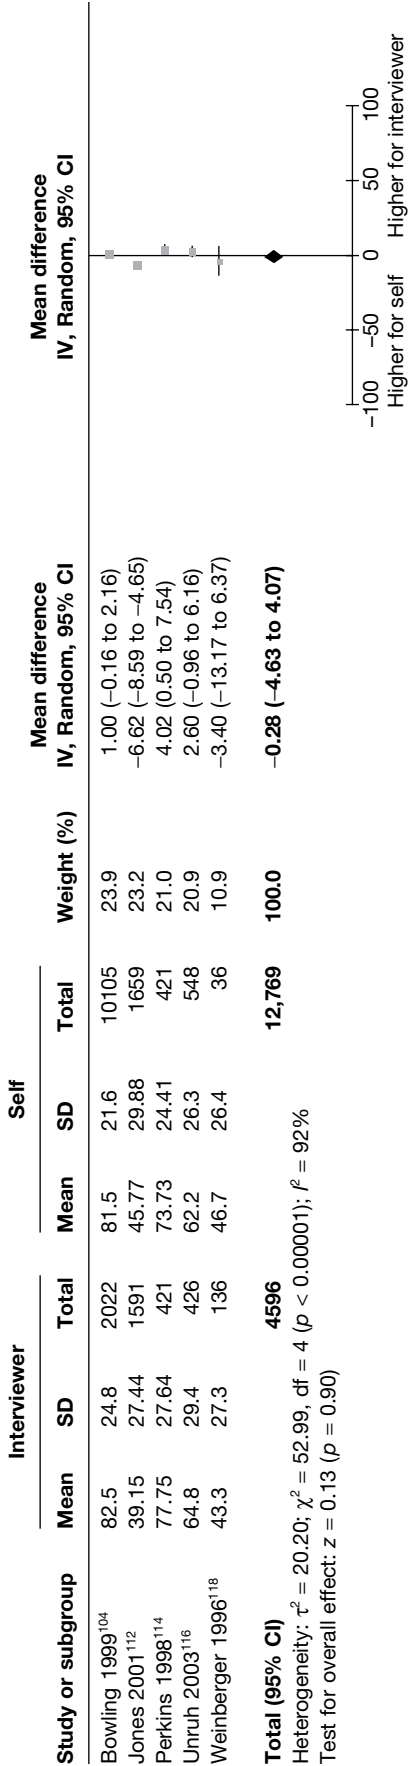 Interviewer Self Mean difference Mean difference
Study or subgroup Mean SD Total Mean SD Total Weight (%) IV, Random, 95% CI IV, Random, 95% CI
Bowling 1999104 82.5 24.8 2022 81.5 21.6 10105 23.9 1.00 (−0.16 to 2.16)
Jones 2001112 39.15 27.44 1591 45.77 29.88 1659 23.2 −6.62 (−8.59 to −4.65)
Perkins 1998114 77.75 27.64 421 73.73 24.41 421 21.0 4.02 (0.50 to 7.54)
Unruh 2003116 64.8 29.4 426 62.2 26.3 548 20.9 2.60 (−0.96 to 6.16)
Weinberger 1996118 43.3 27.3 136 46.7 26.4 36 10.9 −3.40 (−13.17 to 6.37)
Total (95% CI) 4596 12,769 100.0 −0.28 (−4.63 to 4.07)
Heterogeneity: τ2 = 20.20; χ2 = 52.99, df = 4 (p < 0.00001); I2 = 92%
Test for overall effect: z = 0.13 (p = 0.90)
−100 −50 0 50 100
Higher for self Higher for interviewer